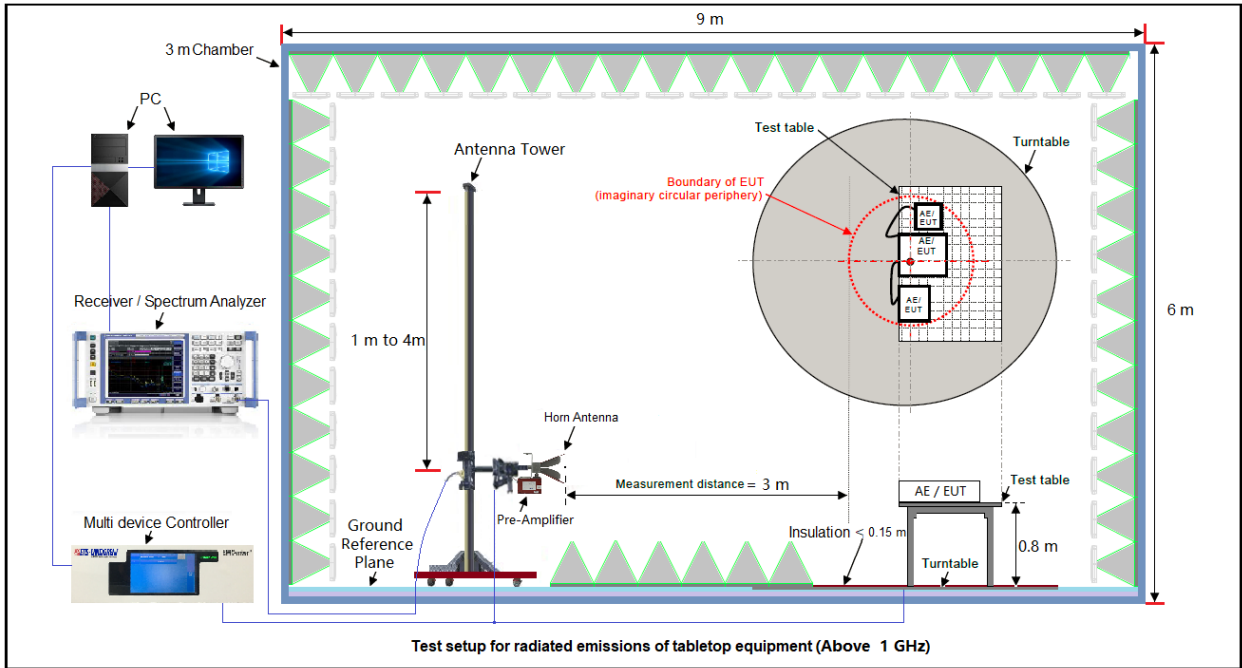 9 m
3 m Chamber
PC
Test table
Turntable
Antenna Tower
Boundary of EUT
(imaginary circular periphery)
AE/
EUT
AE/
EUT
AE/
EUT
Receiver / Spectrum Analyzer
1 m to 4m
6 m
Horn Antenna
Measurement distance = 3 m
Test table
AE / EUT
Pre-Amplifier
Multi device Controller
Ground
Reference
Plane
Insulation ≤ 0.15 m
0.8 m
Turntable
Test setup for radiated emissions of tabletop equipment (Above 1 GHz)